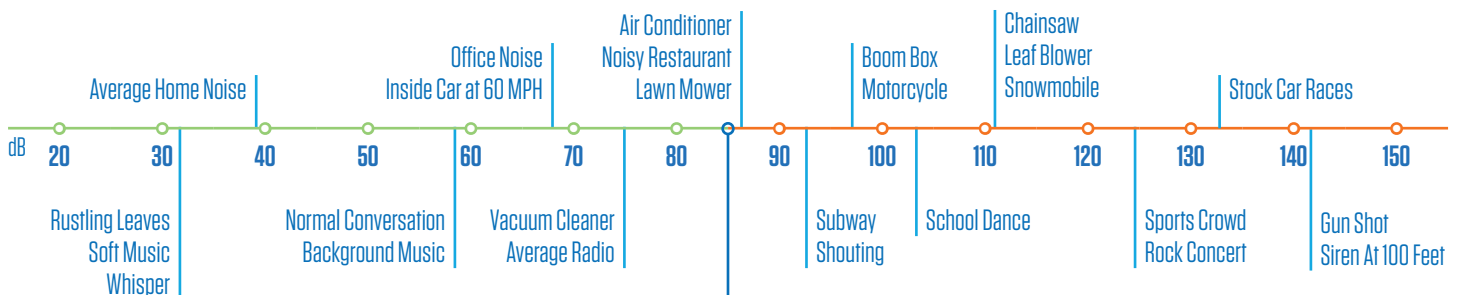 Average Home Noise
Office Noise
Inside Car at 60 MPH
Air Conditioner
Noisy Restaurant
Lawn Mower
Boom Box
Motorcycle
Chainsaw
Leaf Blower
Snowmobile
Stock Car Races
dB 20 30 40 50 60 70 80 90 100 110 120 130 140 150
Rustling Leaves
Soft Music
Whisper
Normal Conversation
Background Music
Vacuum Cleaner
Average Radio
Subway
Shouting
School Dance
Sports Crowd
Rock Concert
Gun Shot
Siren At 100 Feet